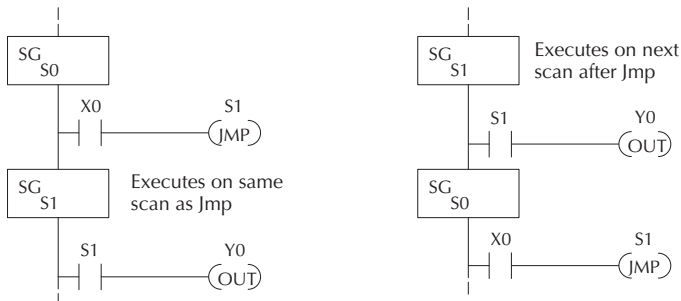 SG
S0
X0
S1
JMP
SG
S1
Executes on same
scan as Jmp
S1
Y0
OUT
SG
S1
Executes on next
scan after Jmp
S1
Y0
OUT
SG
S0
X0
S1
JMP